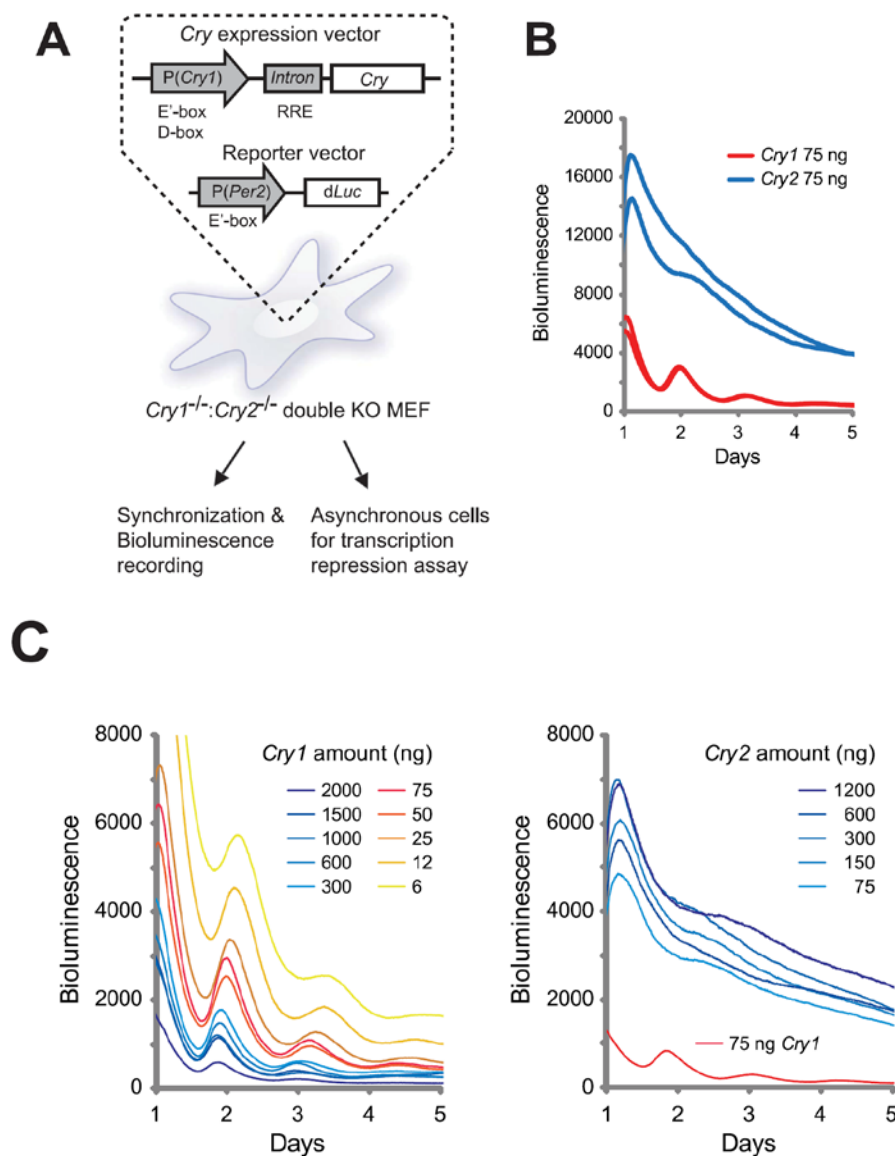 A
Cry expression vector
P(Cry1) Intron Cry
E'-box RRE
D-box
Reporter vector
P(Per2) dLuc
E'-box
Cry1-/-:Cry2-/- double KO MEF
Synchronization &
Bioluminescence
recording
Asynchronous cells
for transcription
repression assay
B
20000
16000
12000
8000
4000
0
Bioluminescence
Cry1 75 ng
Cry2 75 ng
1 2 3 4 5
Days
C
8000
6000
4000
2000
0
Bioluminescence
Cry1 amount (ng)
2000 75
1500 50
1000 25
600 12
300 6
1 2 3 4 5
Days
8000
6000
4000
2000
0
Bioluminescence
Cry2 amount (ng)
1200
600
300
150
75
75 ng Cry1
1 2 3 4 5
Days